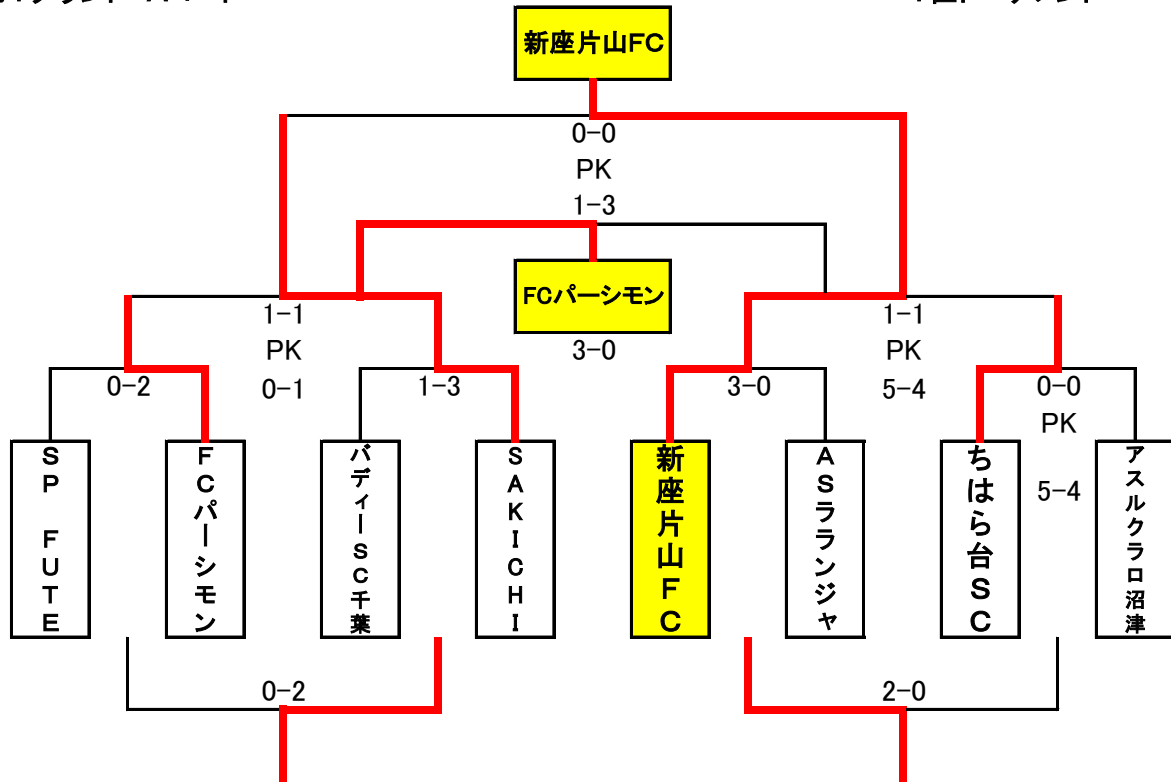 新座片山FC
0-0
PK
1-3
FCパーシモン
3-0
1-1
PK
0-1
1-1
PK
5-4
0-2
1-3
3-0
0-0
PK
5-4
SP FUTE
FCパーシモン
バディーSC千葉
SAKICHI
新座片山FC
ASラランジャ
ちはら台SC
アスルクラロ沼津
0-2
2-0